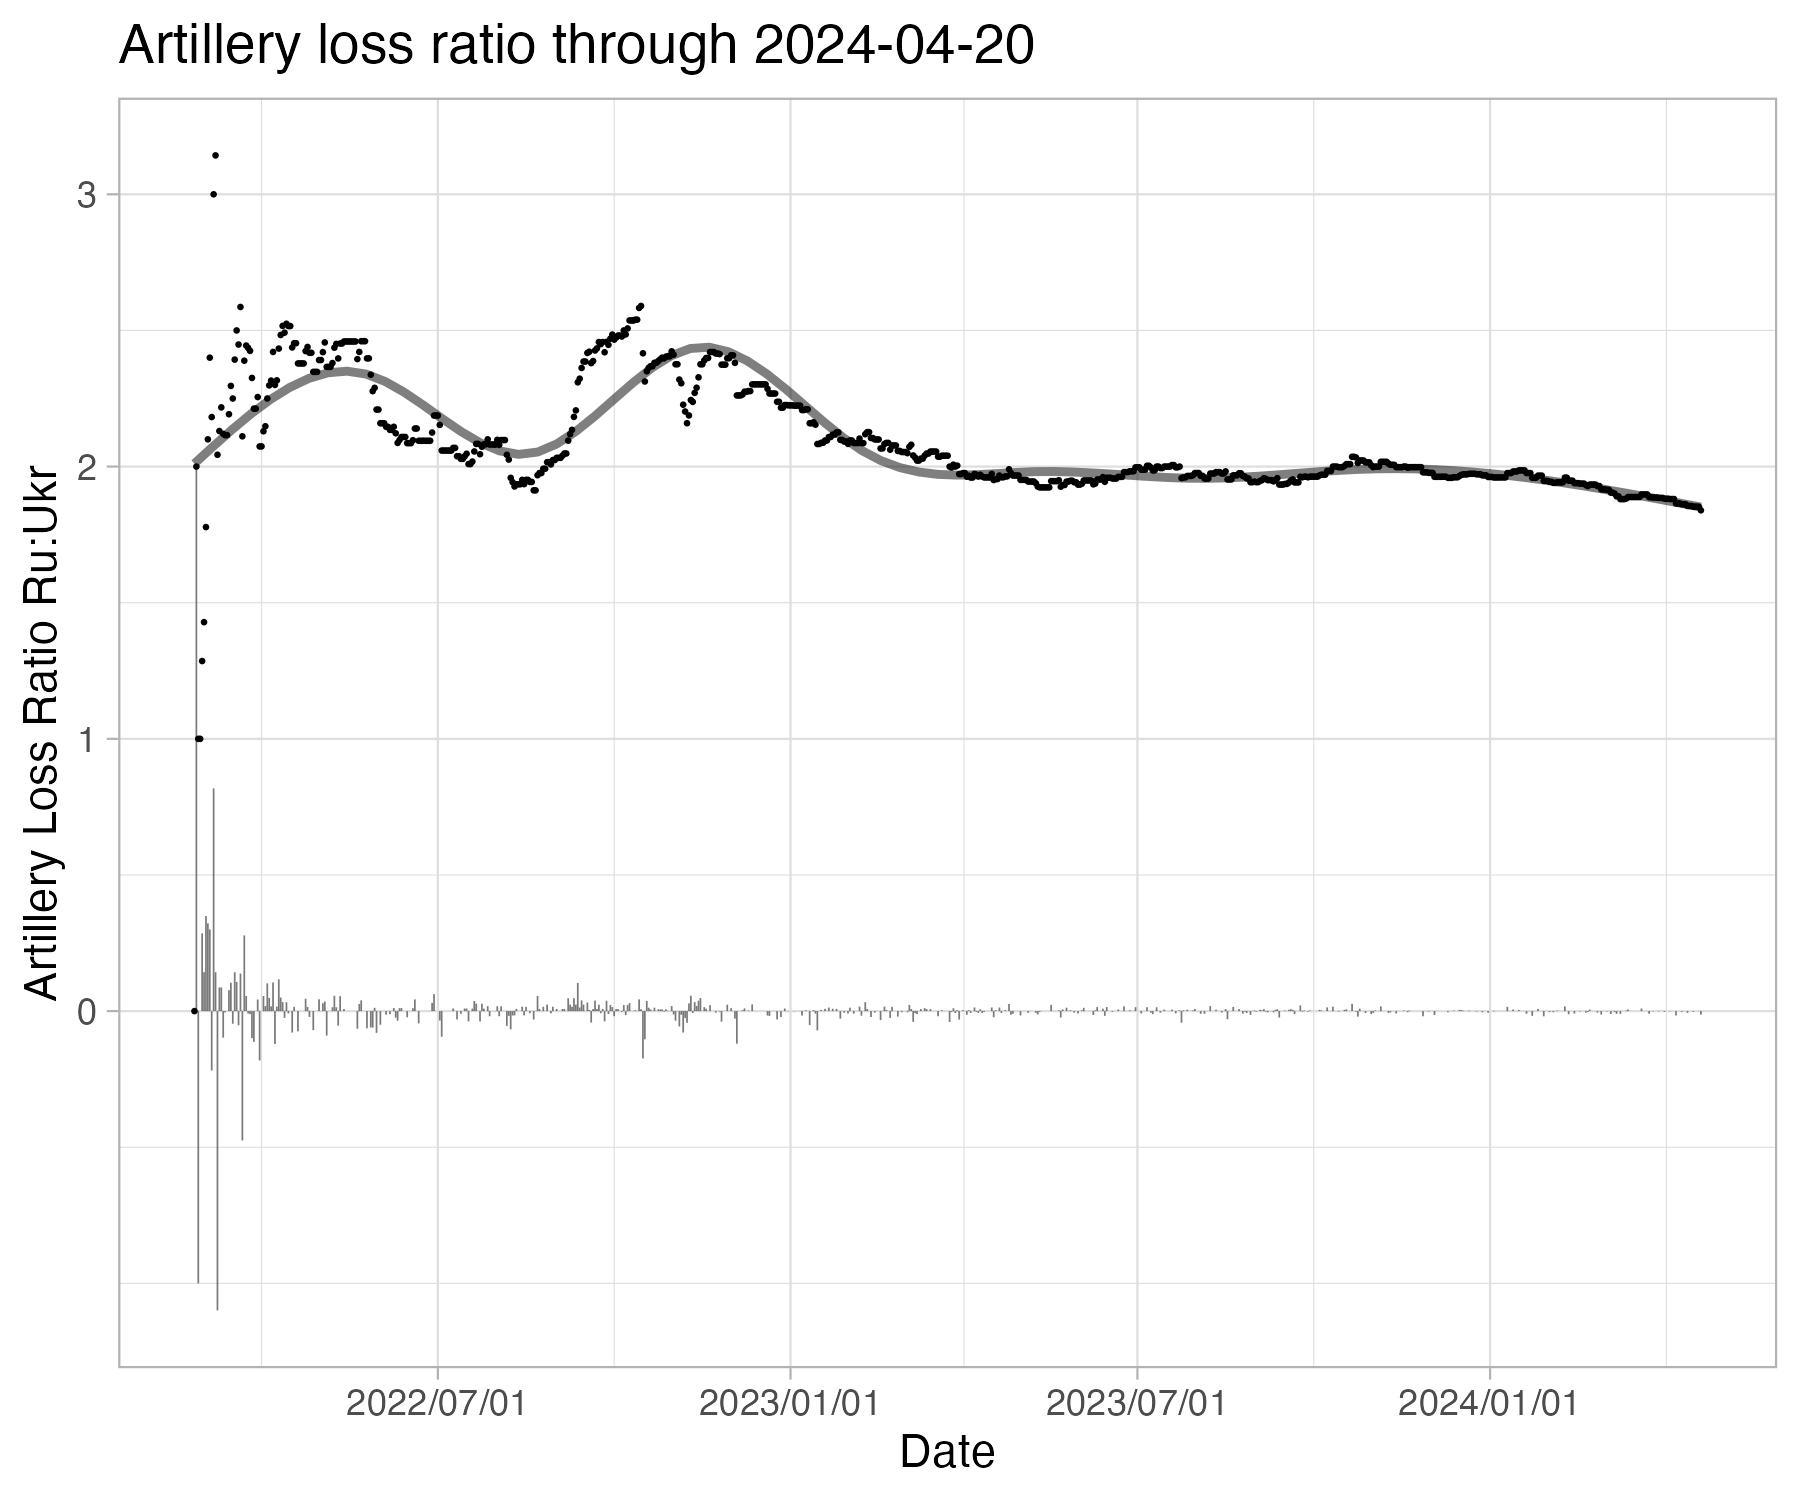 Artillery loss ratio through 2024-04-20
Artillery Loss Ratio Ru:Ukr
3
2
1
0
2022/07/01
2023/01/01
2023/07/01
2024/01/01
Date